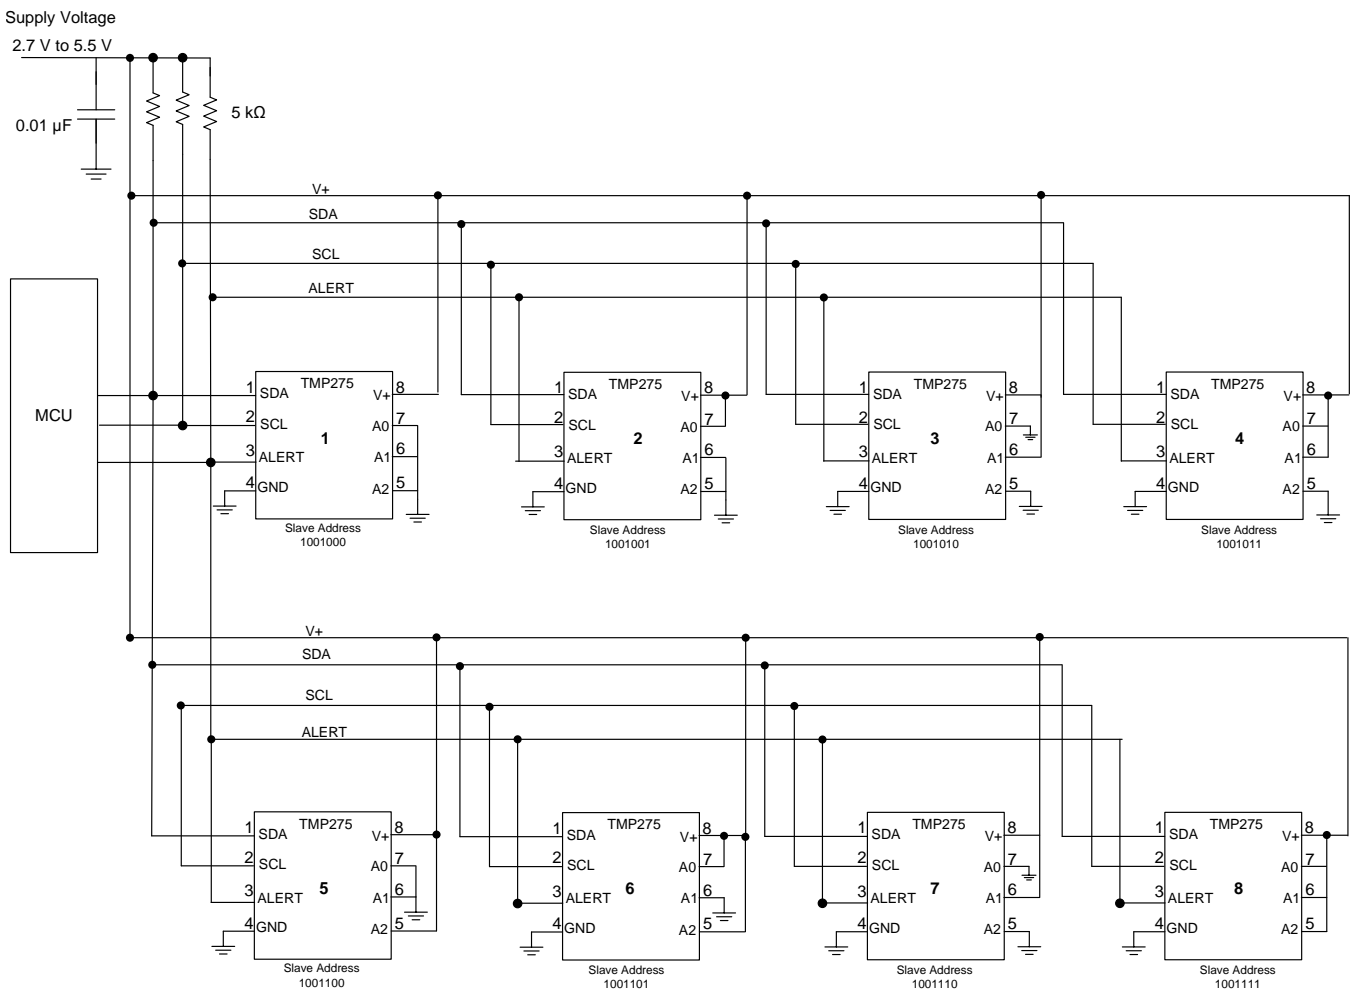 Supply Voltage
2.7 V to 5.5 V
0.01 µF
5 kΩ
V+
SDA
SCL
ALERT
MCU
1 SDA TMP275 V+ 8
2 SCL 1 A0 7
3 ALERT A1 6
4 GND A2 5
Slave Address
1001000
1 SDA TMP275 V+ 8
2 SCL 2 A0 7
3 ALERT A1 6
4 GND A2 5
Slave Address
1001001
1 SDA TMP275 V+ 8
2 SCL 3 A0 7
3 ALERT A1 6
4 GND A2 5
Slave Address
1001010
1 SDA TMP275 V+ 8
2 SCL 4 A0 7
3 ALERT A1 6
4 GND A2 5
Slave Address
1001011
V+
SDA
SCL
ALERT
1 SDA TMP275 V+ 8
2 SCL 5 A0 7
3 ALERT A1 6
4 GND A2 5
Slave Address
1001100
1 SDA TMP275 V+ 8
2 SCL 6 A0 7
3 ALERT A1 6
4 GND A2 5
Slave Address
1001101
1 SDA TMP275 V+ 8
2 SCL 7 A0 7
3 ALERT A1 6
4 GND A2 5
Slave Address
1001110
1 SDA TMP275 V+ 8
2 SCL 8 A0 7
3 ALERT A1 6
4 GND A2 5
Slave Address
1001111